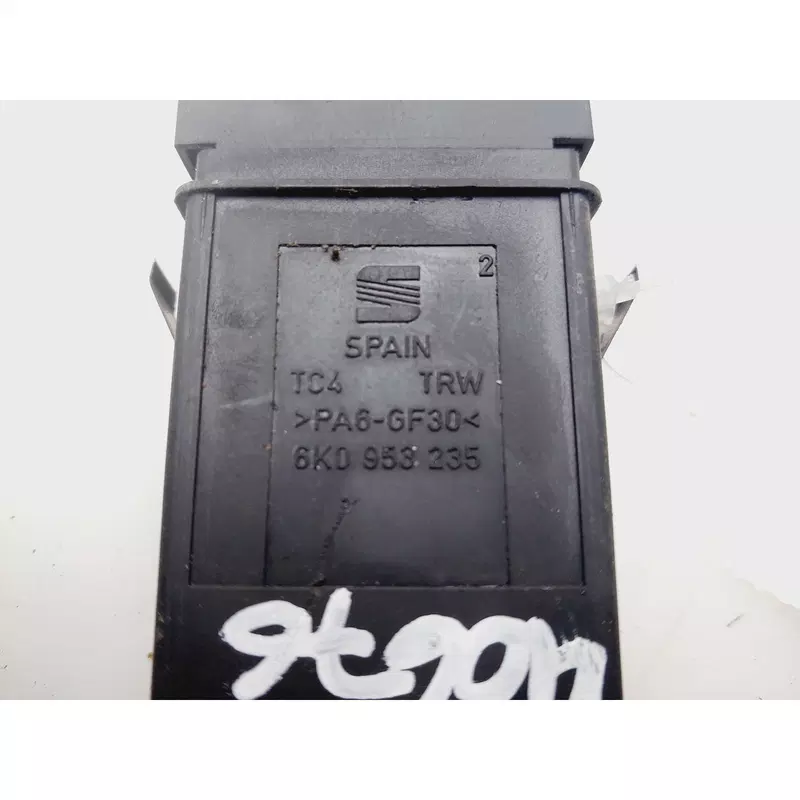 2
SPAIN
TC4 TRW
>PA6-GF30<
6K0 953 235